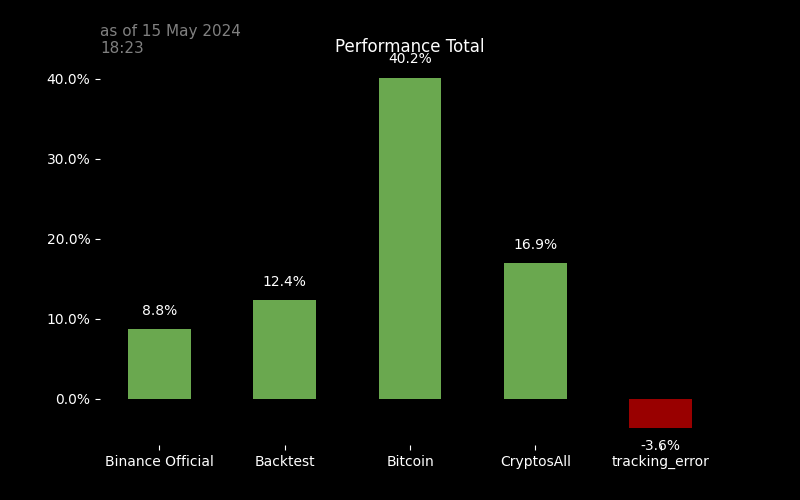 as of 15 May 2024
18:23
Performance Total
40.2%
40.0%
30.0%
16.9%
20.0%
12.4%
8.8%
10.0%
0.0%
-3.6%
Binance Official
Backtest
Bitcoin
CryptosAll
tracking_error